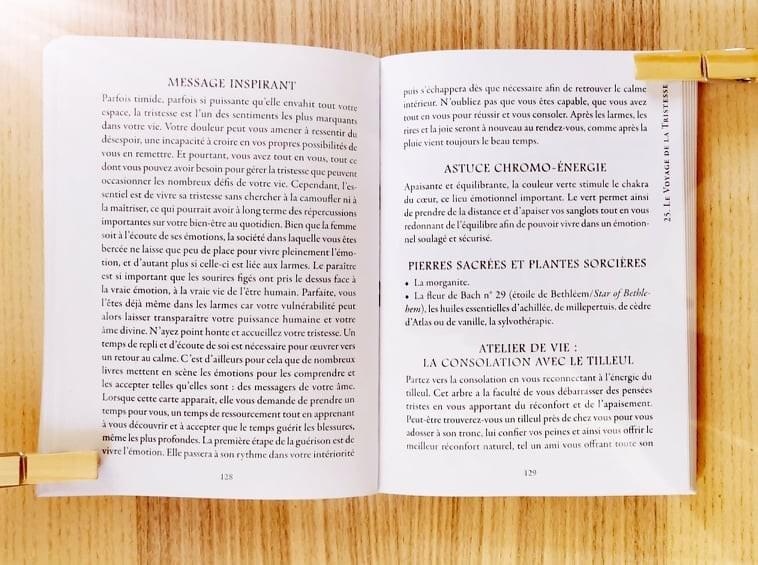 MESSAGE INSPIRANT
Parfois timide, parfois si puissante qu'elle envahit tout votre
espace, la tristesse est l'un des sentiments les plus marquants
dans votre vie. Votre douleur peut vous amener à ressentir du
désespoir, une incapacité à croire en vos propres possibilités de
vous en remettre. Et pourtant, vous avez tout en vous, tout ce
dont vous pouvez avoir besoin pour gérer la tristesse que peuvent
occasionner les nombreux défis de votre vie. Cependant, l'es-
sentiel est de vivre sa tristesse sans chercher à la camoufler ni à
la maîtriser, ce qui pourrait avoir à long terme des répercussions
importantes sur votre bien-être au quotidien. Bien que la femme
soit à l'écoute de ses émotions, la société dans laquelle vous êtes
bercée ne laisse que peu de place pour vivre pleinement l'émo-
tion, et d'autant plus si celle-ci est liée aux larmes. Le paraître
est si important que les sourires figés ont pris le dessus face à
la vraie émotion, à la vraie vie de l'être humain. Parfaite, vous
l'êtes déjà même dans les larmes car votre vulnérabilité peut
alors laisser transparaître votre puissance humaine et votre
âme divine. N'ayez point honte et accueillez votre tristesse. Un
temps de repli et d'écoute de soi est nécessaire pour œuvrer vers
un retour au calme. C'est d'ailleurs pour cela que de nombreux
livres mettent en scène les émotions pour les comprendre et
les accepter telles qu'elles sont : des messagers de votre âme.
Lorsque cette carte apparaît, elle vous demande de prendre un
temps pour vous, un temps de ressourcement tout en apprenant
à vous découvrir et à accepter que le temps guérit les blessures,
même les plus profondes. La première étape de la guérison est de
vivre l'émotion. Elle passera à son rythme dans votre intériorité
128
puis s'échappera dès que nécessaire afin de retrouver le calme
intérieur. N'oubliez pas que vous êtes capable, que vous avez
tout en vous pour réussir et vous consoler. Après les larmes, les
rires et la joie seront à nouveau au rendez-vous, comme après la
pluie vient toujours le beau temps.
ASTUCE CHROMO-ÉNERGIE
Apaisante et équilibrante, la couleur verte stimule le chakra
du cœur, ce lieu émotionnel important. Le vert permet ainsi
de prendre de la distance et d'apaiser vos sanglots tout en vous
redonnant de l'équilibre afin de pouvoir vivre dans un émotion-
nel soulagé et sécurisé.
PIERRES SACRÉES ET PLANTES SORCIÈRES
• La morganite.
• La fleur de Bach n° 29 (étoile de Bethléem/Star of Bethle-
hem), les huiles essentielles d'achillée, de millepertuis, de cèdre
d'Atlas ou de vanille, la sylvothérapie.
ATELIER DE VIE :
LA CONSOLATION AVEC LE TILLEUL
Partez vers la consolation en vous reconnectant à l'énergie du
tilleul. Cet arbre a la faculté de vous débarrasser des pensées
tristes en vous apportant du réconfort et de l'apaisement.
Peut-être trouverez-vous un tilleul près de chez vous pour vous
adosser à son tronc, lui confier vos peines et ainsi vous offrir le
meilleur réconfort naturel, tel un ami vous offrant toute son
129
25. LE VOYAGE DE LA TRISTESSE